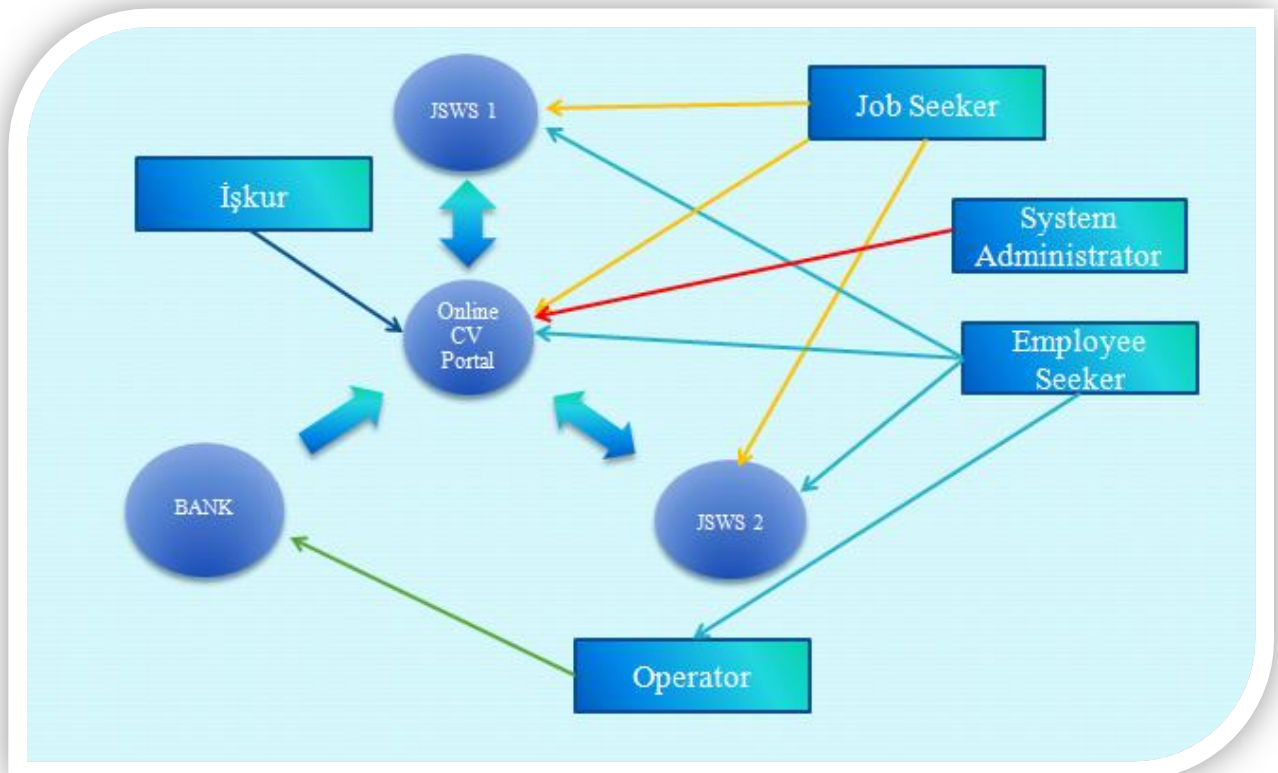 JSWS 1
Job Seeker
İşkur
System
Administrator
Online
CV
Portal
Employee
Seeker
BANK
JSWS 2
Operator